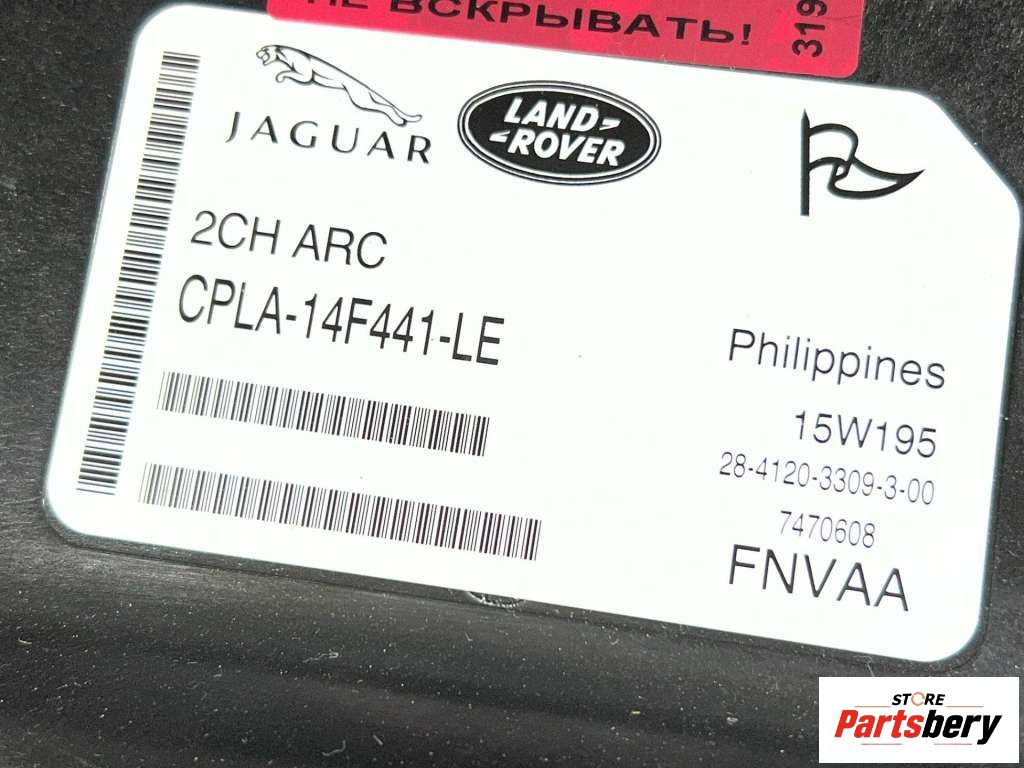 НЕ ВСКРЫВАТЬ!
319
JAGUAR
LAND
ROVER
2CH ARC
CPLA-14F441-LE
Philippines
15W195
28-4120-3309-3-00
7470608
FNVAA
STORE
Partsbery